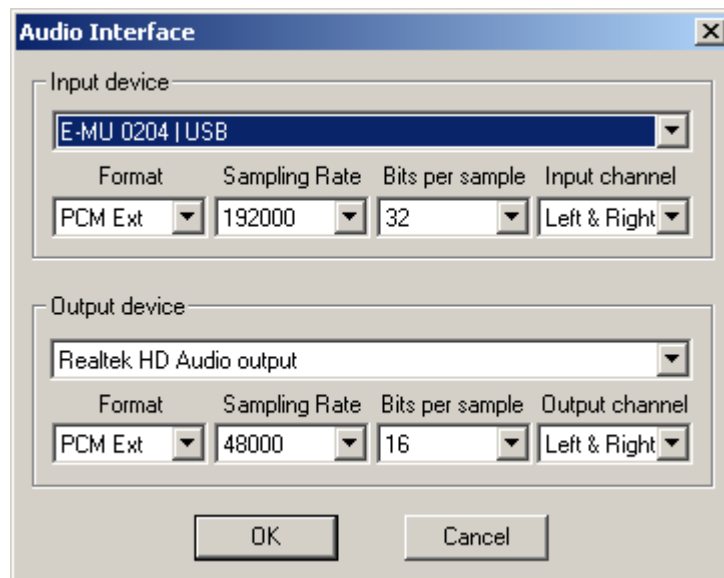 Audio Interface
Input device
E-MU 0204 | USB
Format Sampling Rate Bits per sample Input channel
PCM Ext 192000 32 Left & Right
Output device
Realtek HD Audio output
Format Sampling Rate Bits per sample Output channel
PCM Ext 48000 16 Left & Right
OK Cancel